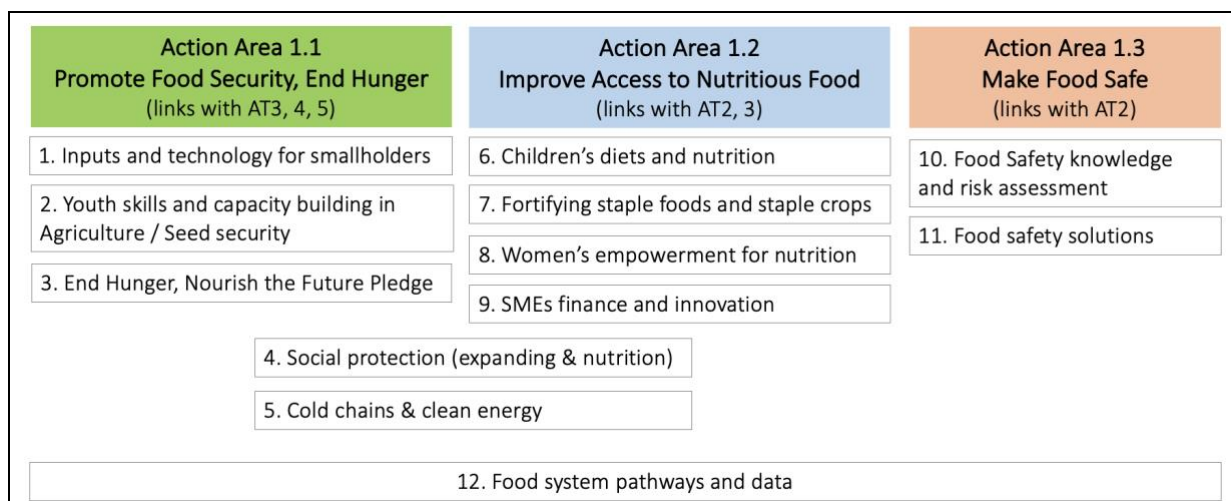 Action Area 1.1
Promote Food Security, End Hunger
(links with AT3, 4, 5)
1. Inputs and technology for smallholders
2. Youth skills and capacity building in
Agriculture / Seed security
3. End Hunger, Nourish the Future Pledge
Action Area 1.2
Improve Access to Nutritious Food
(links with AT2, 3)
6. Children’s diets and nutrition
7. Fortifying staple foods and staple crops
8. Women’s empowerment for nutrition
9. SMEs finance and innovation
Action Area 1.3
Make Food Safe
(links with AT2)
10. Food Safety knowledge
and risk assessment
11. Food safety solutions
4. Social protection (expanding & nutrition)
5. Cold chains & clean energy
12. Food system pathways and data